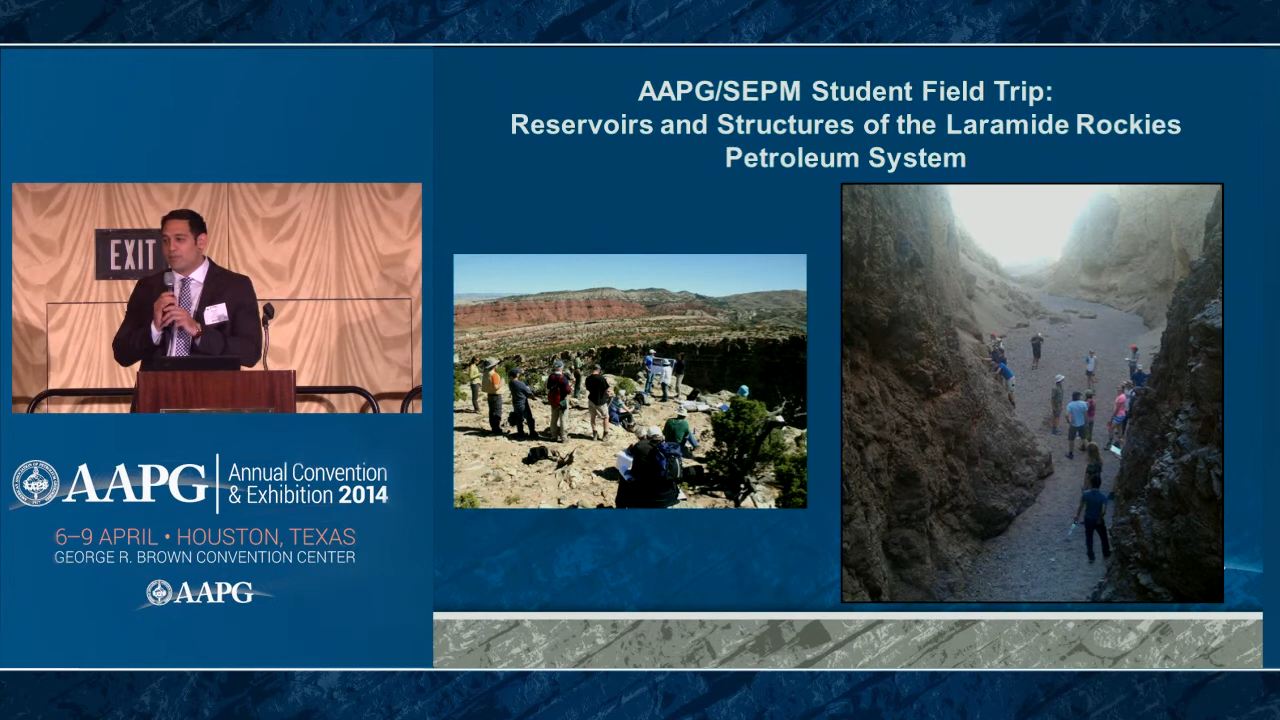 AAPG/SEPM Student Field Trip:
Reservoirs and Structures of the Laramide Rockies
Petroleum System
EXIT
AAPG
Annual Convention
& Exhibition 2014
6–9 APRIL • HOUSTON, TEXAS
GEORGE R. BROWN CONVENTION CENTER
AAPG